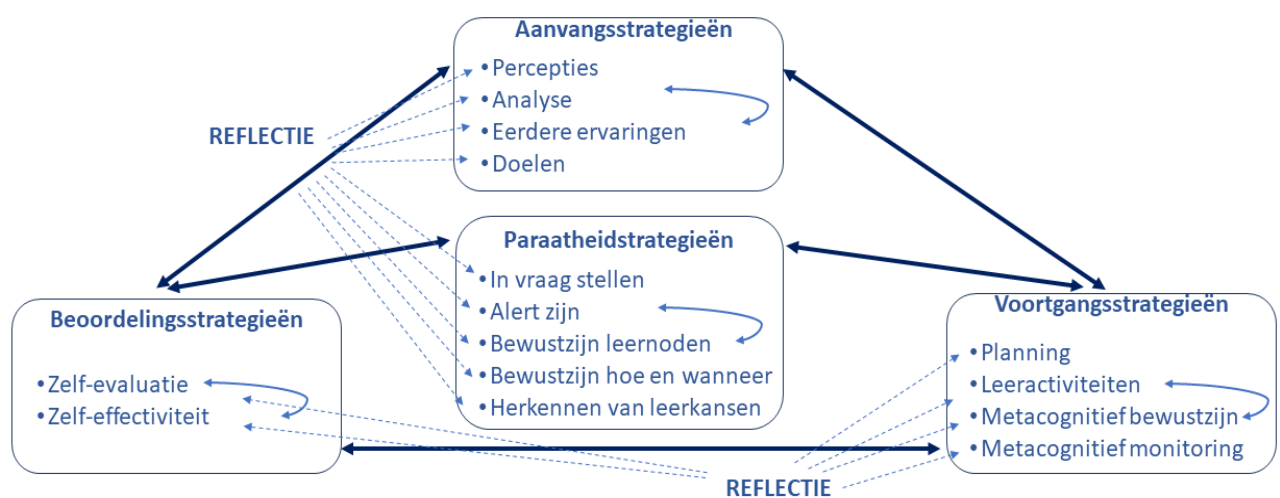 Aanvangsstrategieën
• Percepties
• Analyse
• Eerdere ervaringen
• Doelen
REFLECTIE
Paraatheidstrategieën
• In vraag stellen
• Alert zijn
• Bewustzijn leernoden
• Bewustzijn hoe en wanneer
• Herkennen van leerkansen
Beoordelingsstrategieën
• Zelf-evaluatie
• Zelf-effectiviteit
Voortgangsstrategieën
• Planning
• Leeractiviteiten
• Metacognitief bewustzijn
• Metacognitief monitoring
REFLECTIE